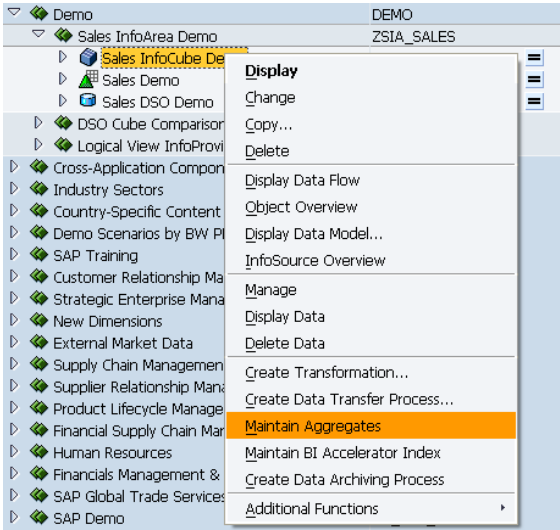 Demo DEMO
Sales InfoArea Demo ZSIA_SALES
Sales InfoCube De
Sales Demo
Sales DSO Demo
DSO Cube Comparison
Logical View InfoProvi
Cross-Application Compon
Industry Sectors
Country-Specific Content
Demo Scenarios by BW Pl
SAP Training
Customer Relationship Ma
Strategic Enterprise Mana
New Dimensions
External Market Data
Supply Chain Managemen
Supplier Relationship Mana
Product Lifecycle Manage
Financial Supply Chain Mar
Human Resources
Financials Management &
SAP Global Trade Services
SAP Demo
Display
Change
Copy...
Delete
Display Data Flow
Object Overview
Display Data Model...
InfoSource Overview
Manage
Display Data
Delete Data
Create Transformation...
Create Data Transfer Process...
Maintain Aggregates
Maintain BI Accelerator Index
Create Data Archiving Process
Additional Functions